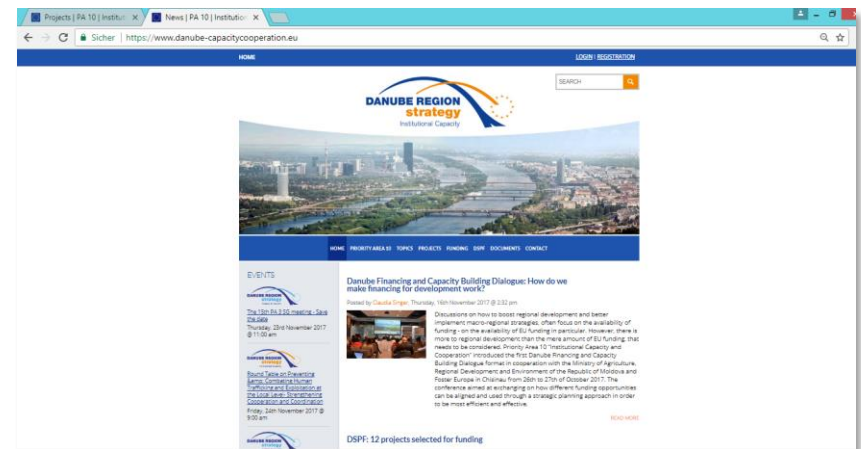 Projects | PA 10 | Institut
News | PA 10 | Institution
Sicher | https://www.danube-capacitycooperation.eu
HOME
LOGIN | REGISTRATION
SEARCH
DANUBE REGION
strategy
Institutional Capacity
HOME PRIORITY AREA 10 TOPICS PROJECTS FUNDING DSPF DOCUMENTS CONTACT
EVENTS
DANUBE REGION
strategy
The 15th PA 3 SG meeting - Save
the date
Thursday, 23rd November 2017
@ 11:00 am
DANUBE REGION
strategy
Round Table on Preventing
&amp; Combating Human
Trafficking and Exploitation at
the Local Level- Strengthening
Cooperation and Coordination
Friday, 24th November 2017 @
9:00 am
DANUBE REGION
strategy
Danube Financing and Capacity Building Dialogue: How do we
make financing for development work?
Posted by Claudia Singer, Thursday, 16th November 2017 @ 2:32 pm
Discussions on how to boost regional development and better
implement macro-regional strategies, often focus on the availability of
funding - on the availability of EU funding in particular. However, there is
more to regional development than the mere amount of EU funding, that
needs to be considered. Priority Area 10 "Institutional Capacity and
Cooperation" introduced the first Danube Financing and Capacity
Building Dialogue format in cooperation with the Ministry of Agriculture,
Regional Development and Environment of the Republic of Moldova and
Foster Europe in Chisinau from 26th to 27th of October 2017. The
conference aimed at exchanging on how different funding opportunities
can be aligned and used through a strategic planning approach in order
to be most efficient and effective.
READ MORE
DSPF: 12 projects selected for funding